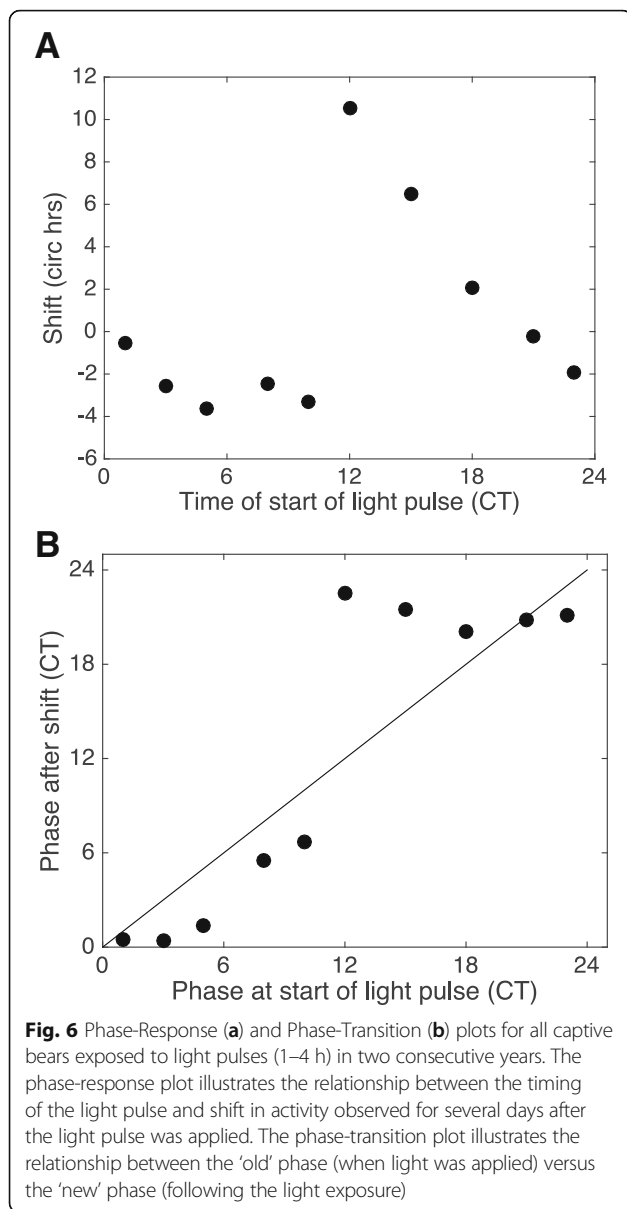 A
12
10
8
6
4
2
0
-2
-4
-6
Shift (circ hrs)
0 6 12 18 24
Time of start of light pulse (CT)
B
24
18
12
6
0
Phase after shift (CT)
0 6 12 18 24
Phase at start of light pulse (CT)
Fig. 6 Phase-Response (a) and Phase-Transition (b) plots for all captive
bears exposed to light pulses (1–4 h) in two consecutive years. The
phase-response plot illustrates the relationship between the timing
of the light pulse and shift in activity observed for several days after
the light pulse was applied. The phase-transition plot illustrates the
relationship between the ‘old’ phase (when light was applied) versus
the ‘new’ phase (following the light exposure)